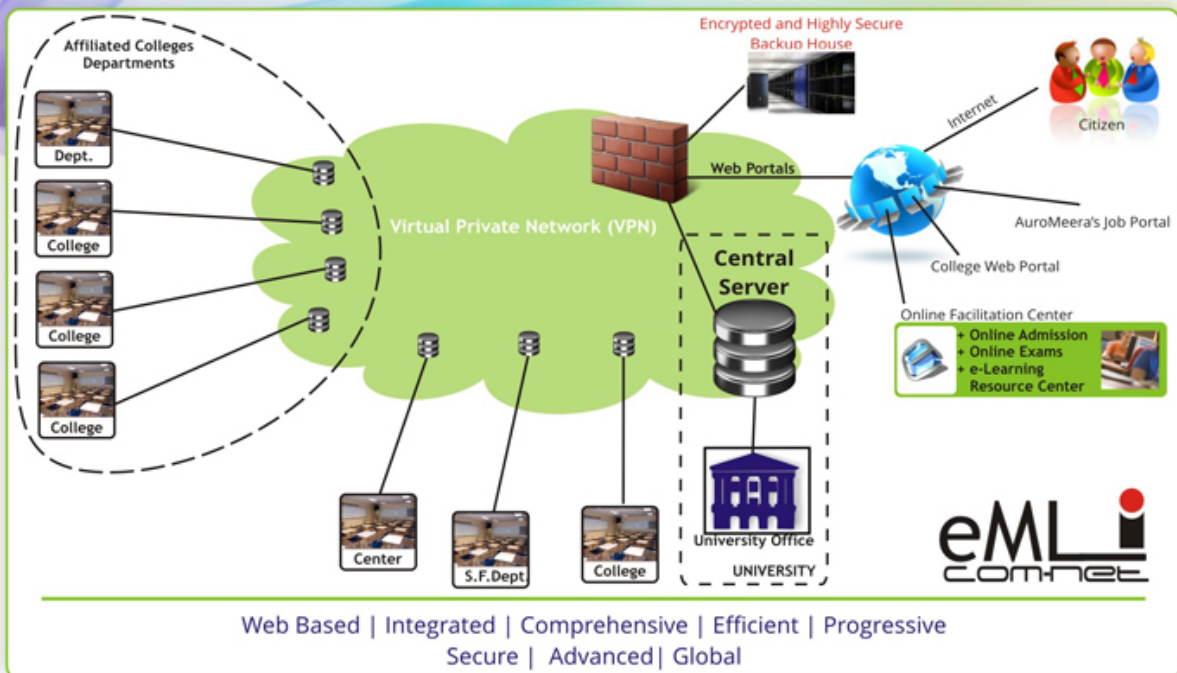 Affiliated Colleges
Departments
Dept.
College
College
College
Encrypted and Highly Secure
Backup House
Internet
Citizen
Web Portals
Virtual Private Network (VPN)
AuroMeera's Job Portal
College Web Portal
Central
Server
Online Facilitation Center
+ Online Admission
+ Online Exams
+ e-Learning
Resource Center
Center
S.F.Dept.
College
University Office
UNIVERSITY
eMLi
com-net
Web Based | Integrated | Comprehensive | Efficient | Progressive
Secure | Advanced| Global